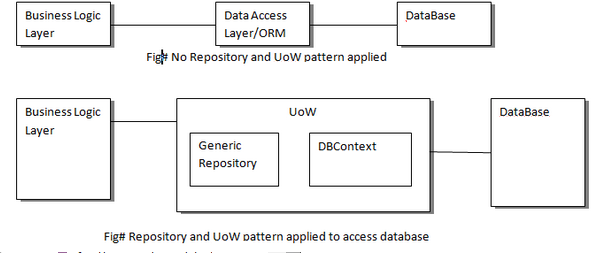 Business Logic
Layer
Data Access
Layer/ORM
DataBase
Fig# No Repository and UoW pattern applied
Business Logic
Layer
UoW
Generic
Repository
DBContext
DataBase
Fig# Repository and UoW pattern applied to access database